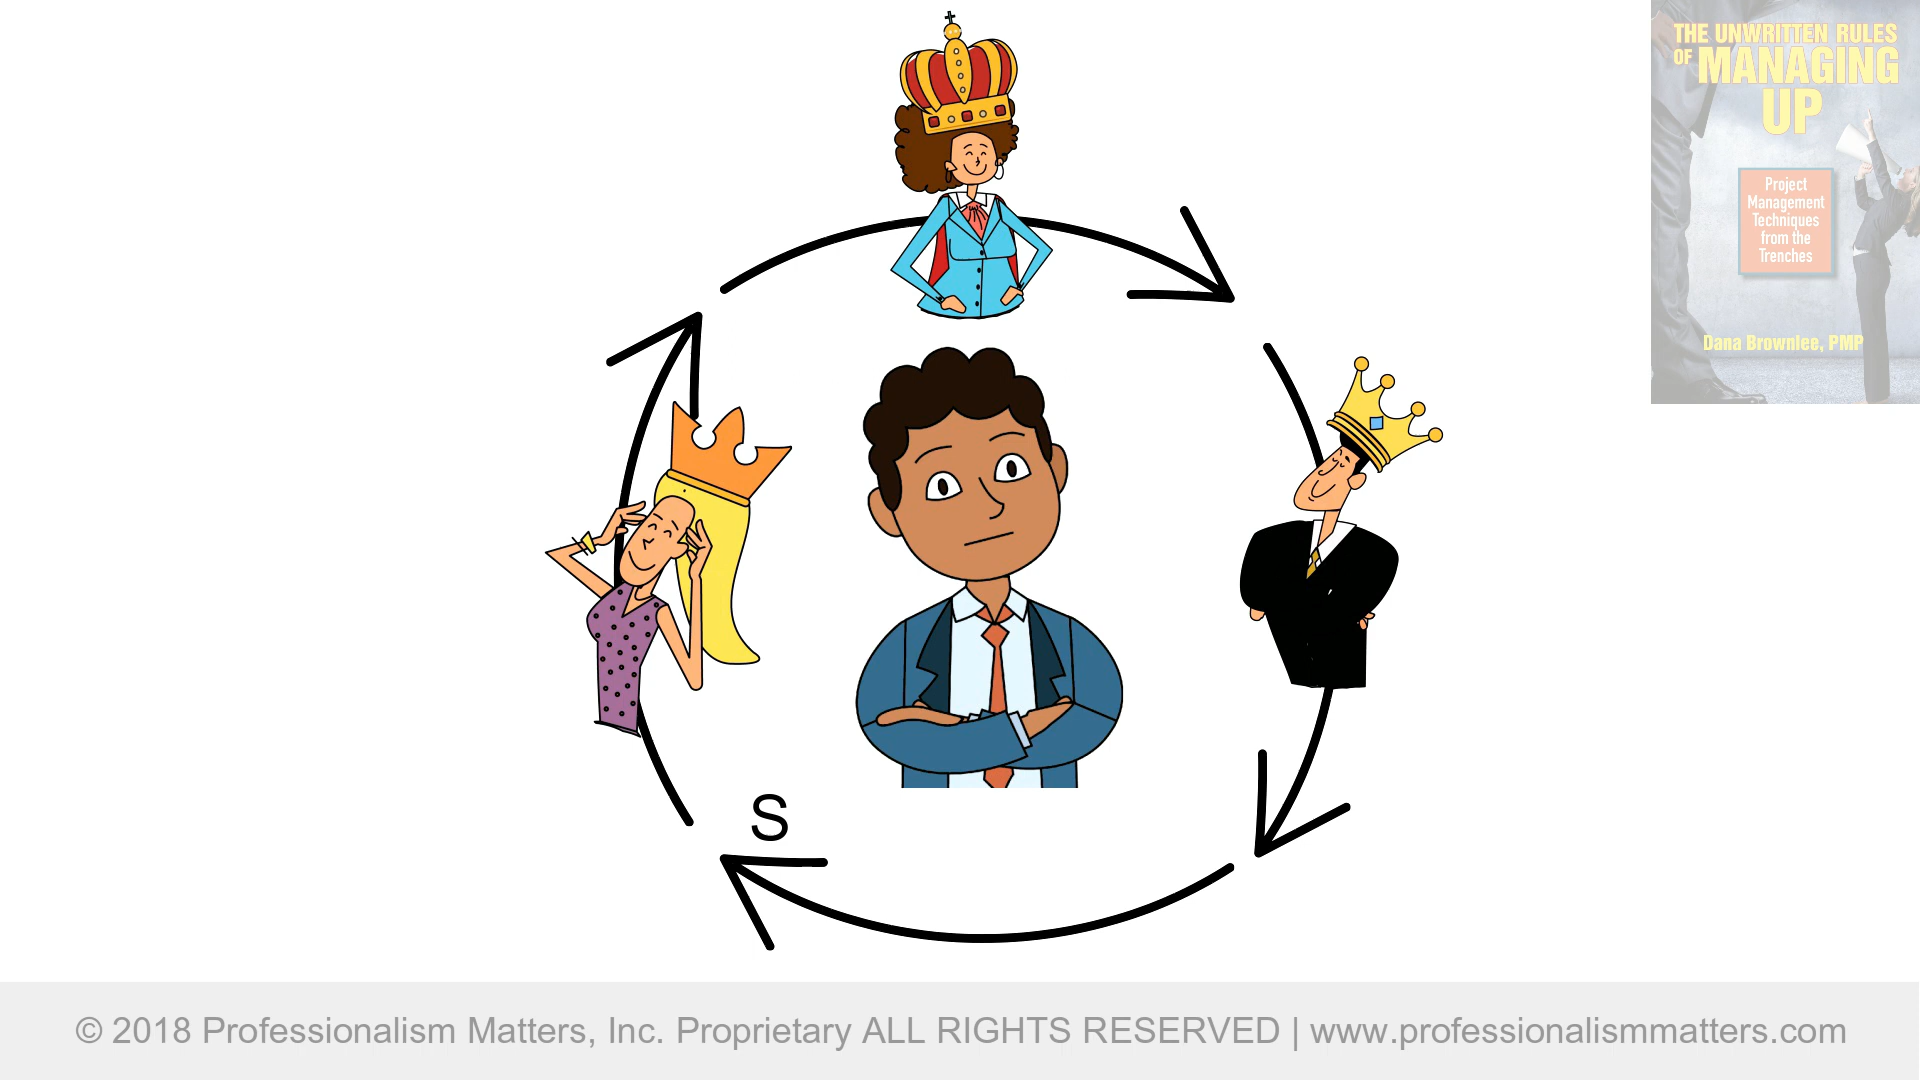 THE UNWRITTEN RULES
OF MANAGING
UP
Project
Management
Techniques
from the
Trenches
Dana Brownlee, PMP
S
© 2018 Professionalism Matters, Inc. Proprietary ALL RIGHTS RESERVED | www.professionalismmatters.com